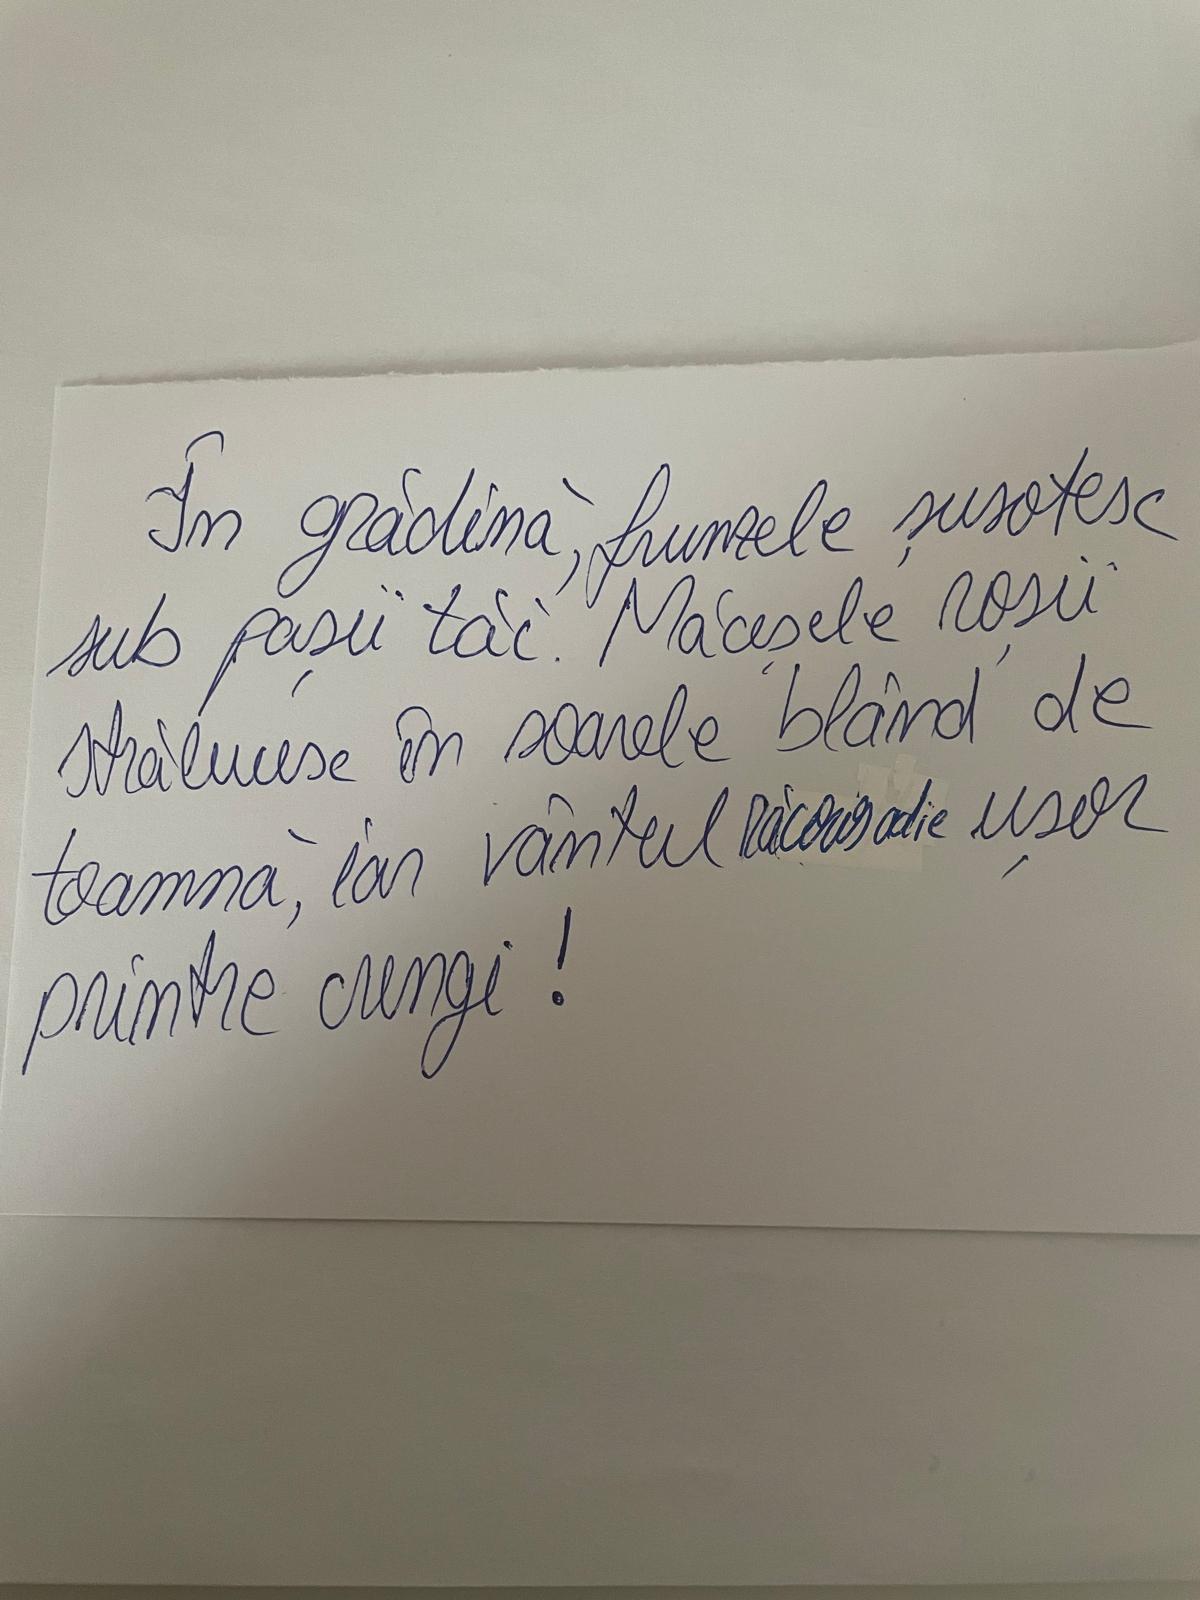 În grădină, frunzele șușotesc
sub pașii tăi. Măceșele roșii
strălucesc în soarele blând de
toamnă, iar vântul răcoros adie ușor
printre crengi!